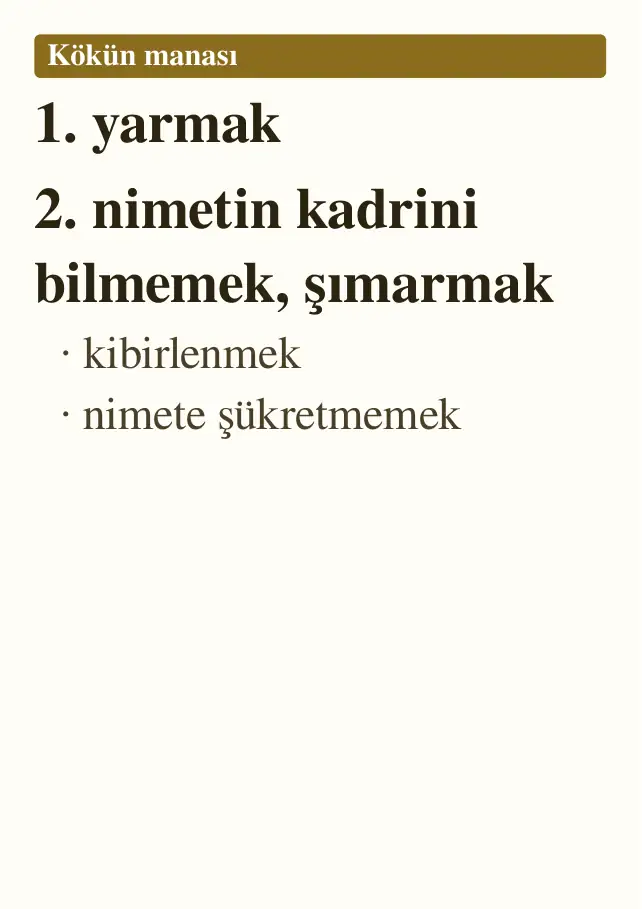 Kökün manası
1. yarmak
2. nimetin kadrini
bilmemek, şımarmak
· kibirlenmek
· nimete şükretmemek